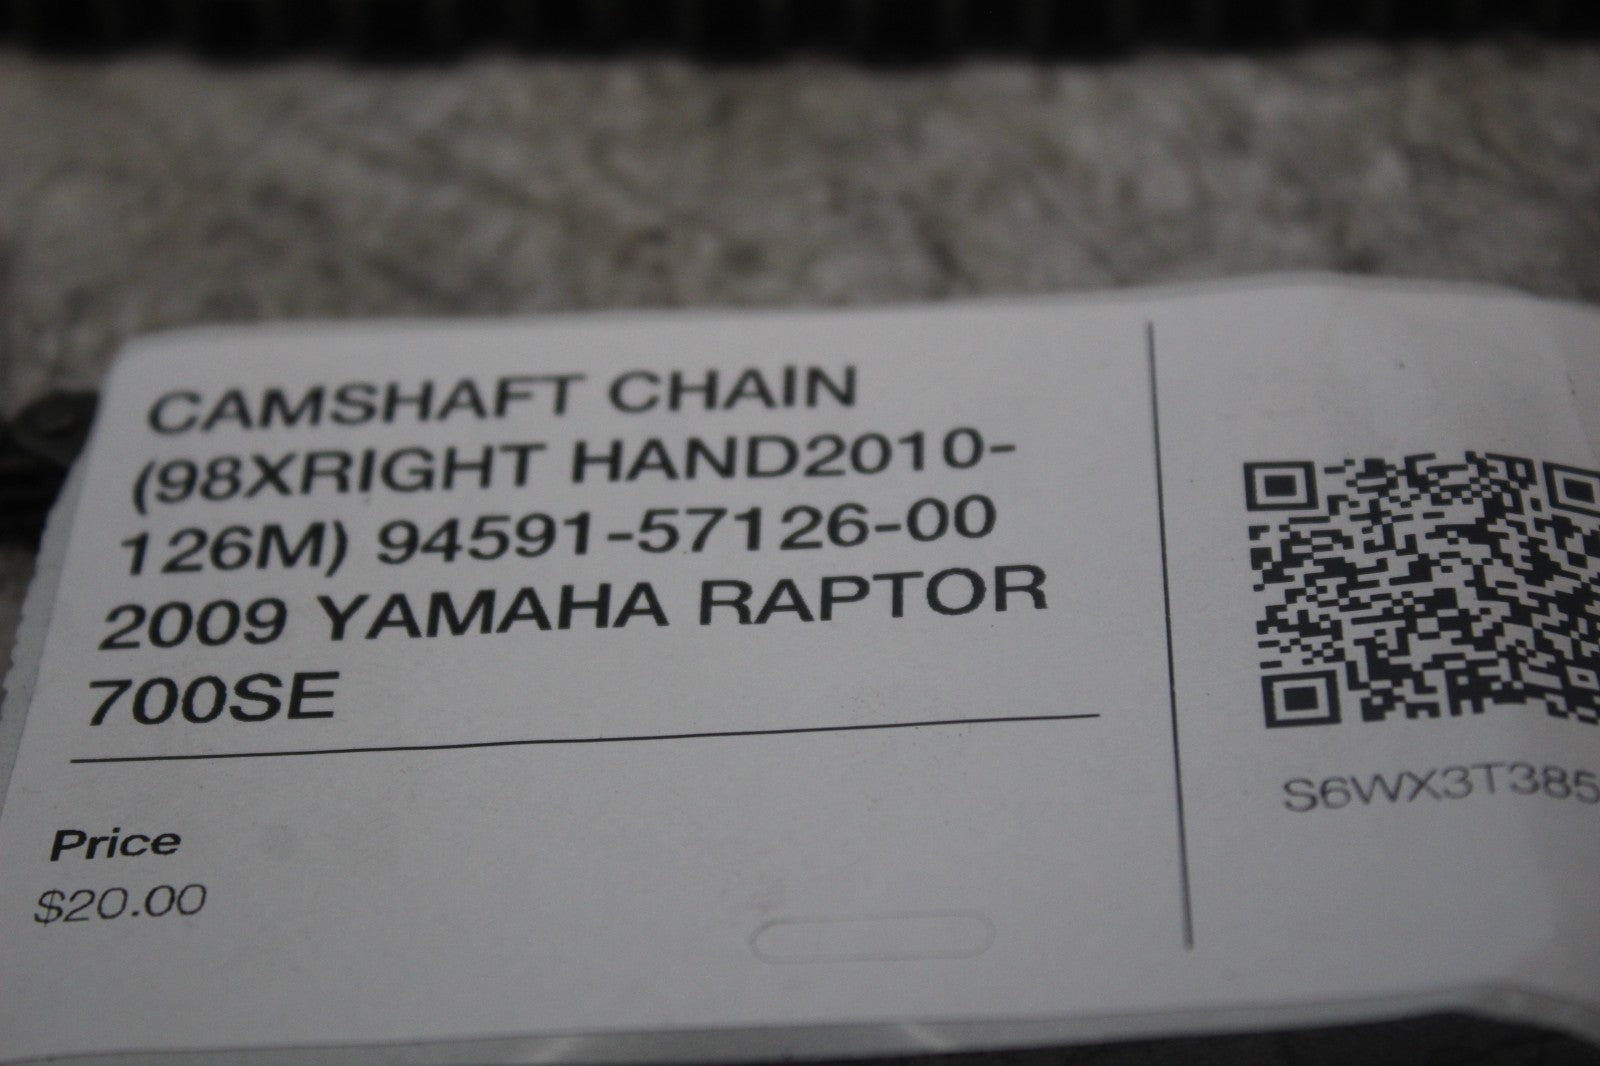 CAMSHAFT CHAIN
(98XRIGHT HAND2010-
126M) 94591-57126-00
2009 YAMAHA RAPTOR
700SE
Price
$20.00
S6WX3T385